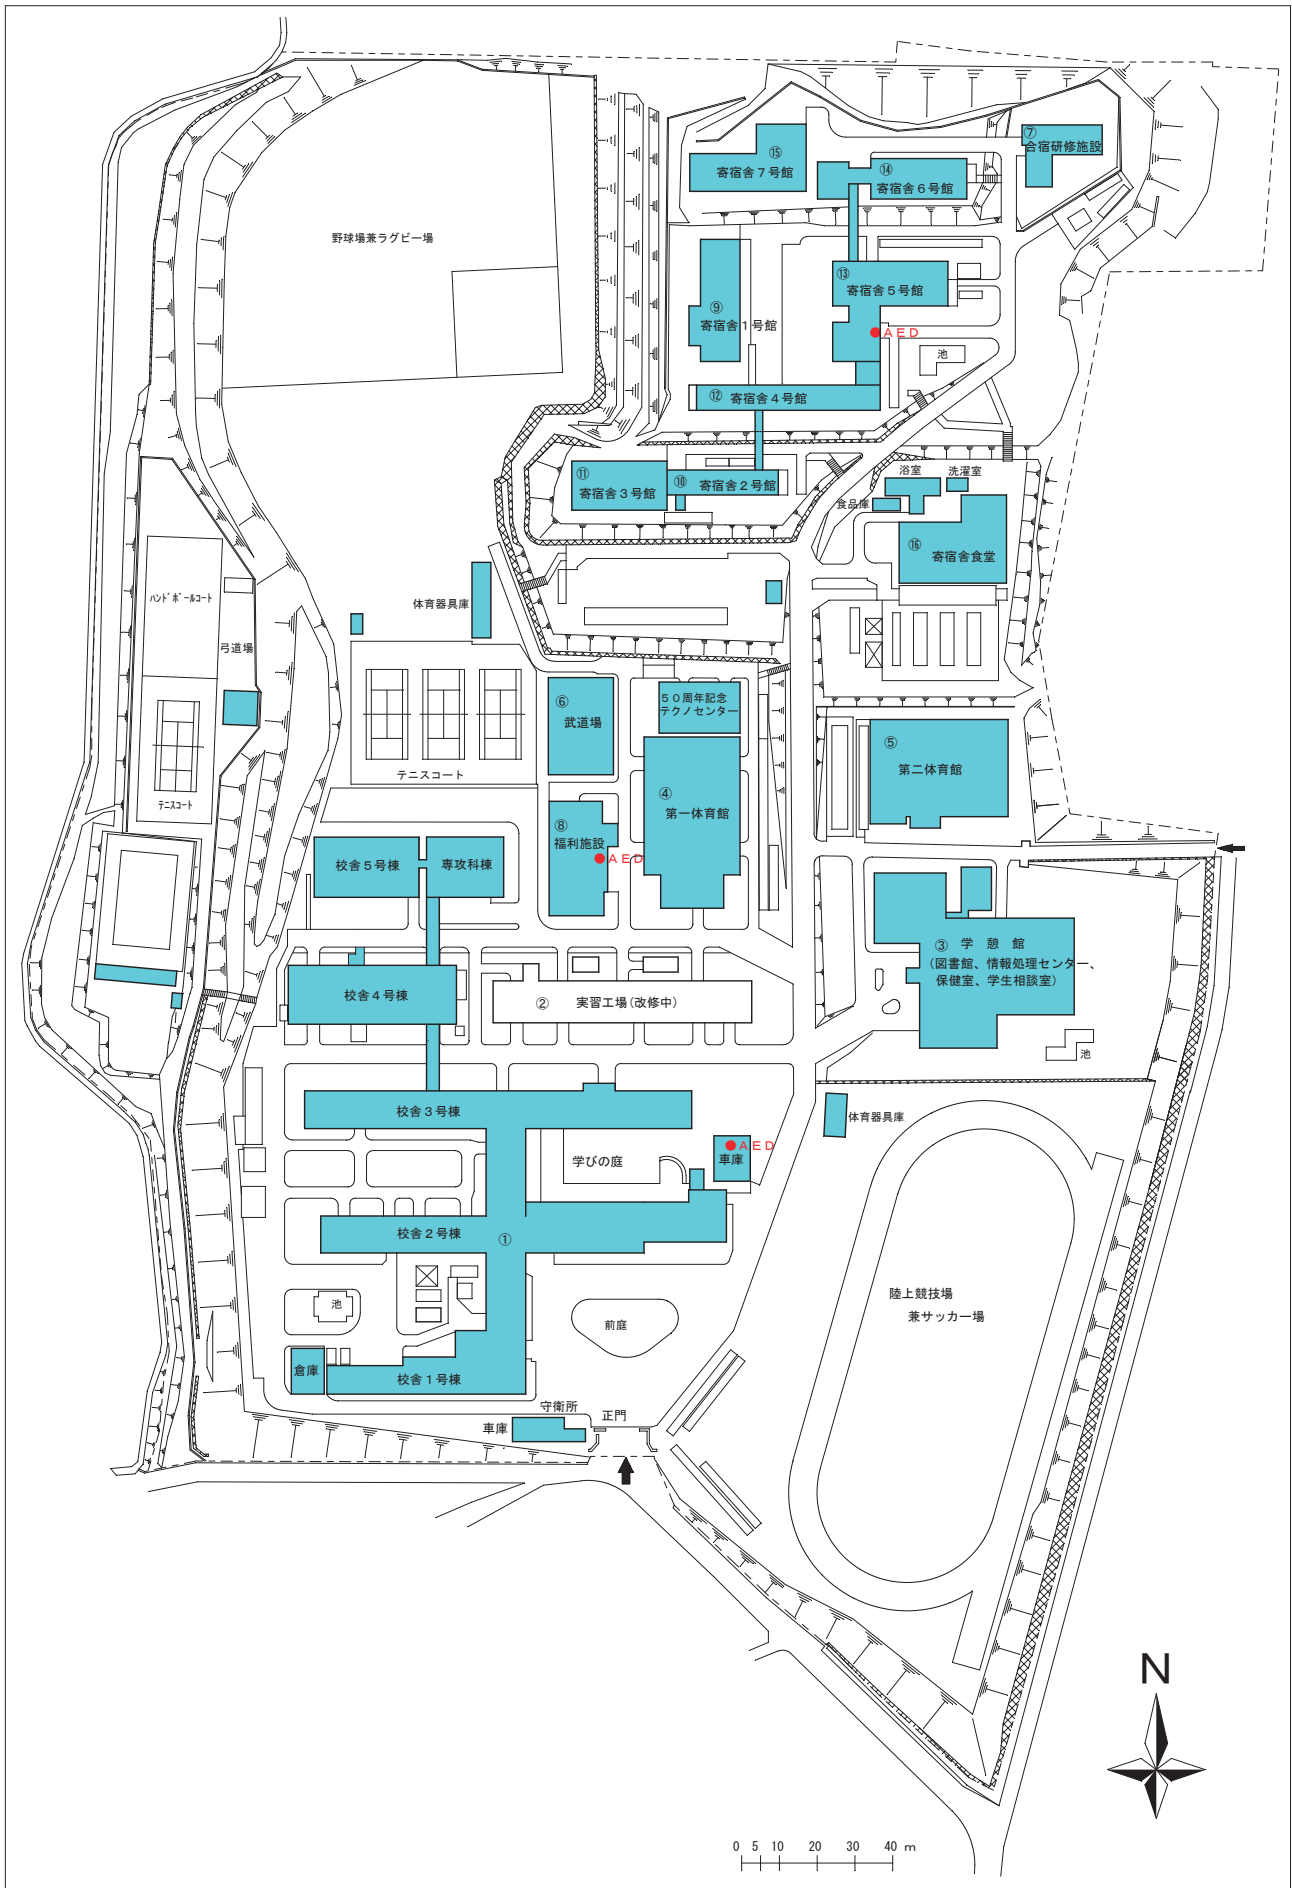 ⑦
合宿研修施設
⑮
寄宿舎７号館
⑭
寄宿舎６号館
野球場兼ラグビー場
⑬
寄宿舎５号館
⑨
寄宿舎１号館
ＡＥＤ
池
⑫ 寄宿舎４号館
⑪
寄宿舎３号館
⑩
寄宿舎２号館
浴室
洗濯室
食品庫
⑯
寄宿舎食堂
体育器具庫
ハンドボールコート
弓道場
⑥
武道場
５０周年記念
テクノセンター
テニスコート
⑤
第二体育館
テニスコート
④
第一体育館
⑧
福利施設
ＡＥＤ
校舎５号棟
専攻科棟
③ 学憩館
(図書館、情報処理センター、
保健室、学生相談室)
校舎４号棟
② 実習工場(改修中)
池
校舎３号棟
体育器具庫
ＡＥＤ
車庫
学びの庭
校舎２号棟
①
池
前庭
陸上競技場
兼サッカー場
倉庫
校舎１号棟
守衛所
正門
車庫
N
0 5 10 20 30 40 m